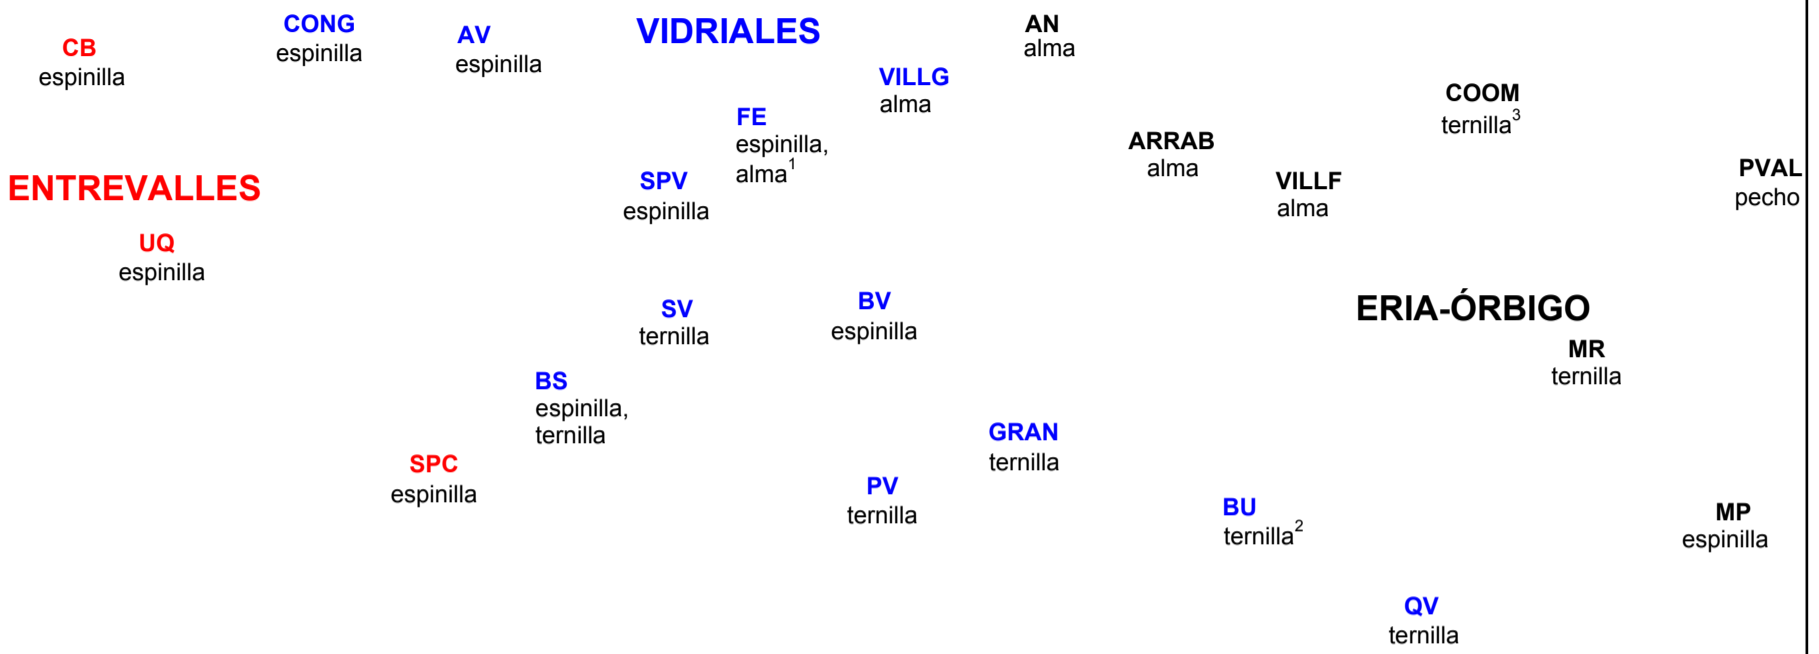 CONG
espinilla
AV
espinilla
VIDRIALES
AN
alma
CB
espinilla
VILLG
alma
COOM
ternilla³
FE
espinilla,
alma¹
ARRAB
alma
PVAL
pecho
ENTREVALLES
SPV
espinilla
VILLF
alma
UQ
espinilla
SV
ternilla
BV
espinilla
ERIA-ÓRBIGO
MR
ternilla
BS
espinilla,
ternilla
GRAN
ternilla
SPC
espinilla
PV
ternilla
BU
ternilla²
MP
espinilla
QV
ternilla